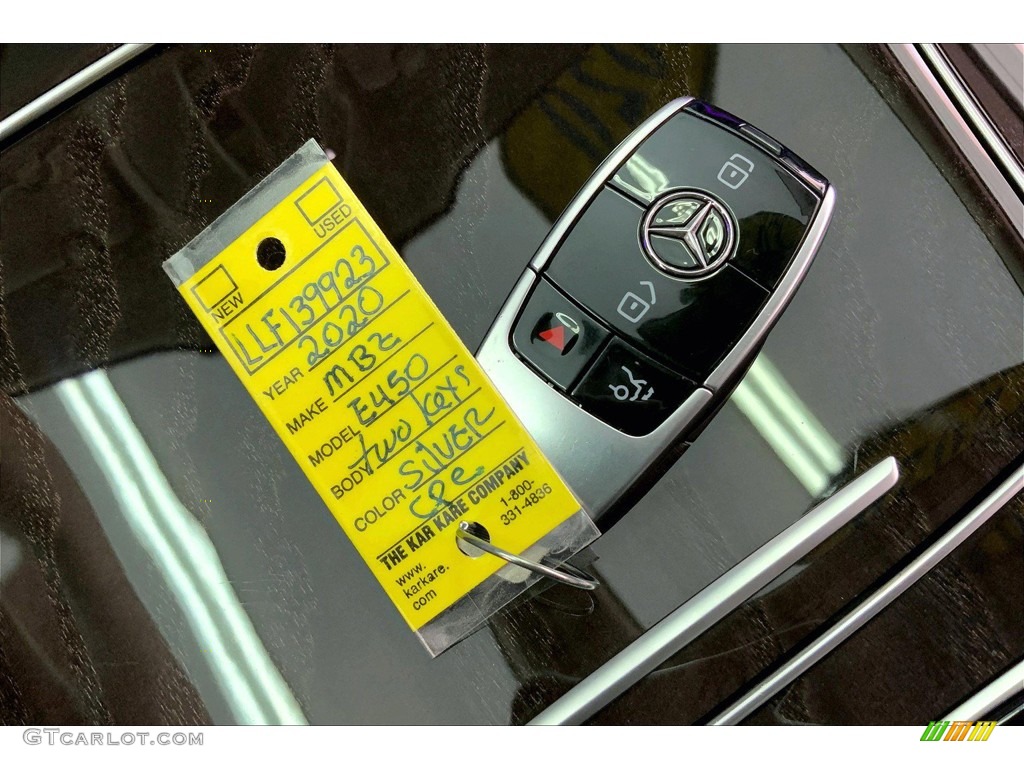 NEW USED
LLF139923
YEAR 2020
MAKE MBZ
MODEL E450
BODY two keys
COLOR SILVER
cpe
THE KAR KARE COMPANY
www.
karkare.
com
1-800-
331-4836
GTCARLOT.COM